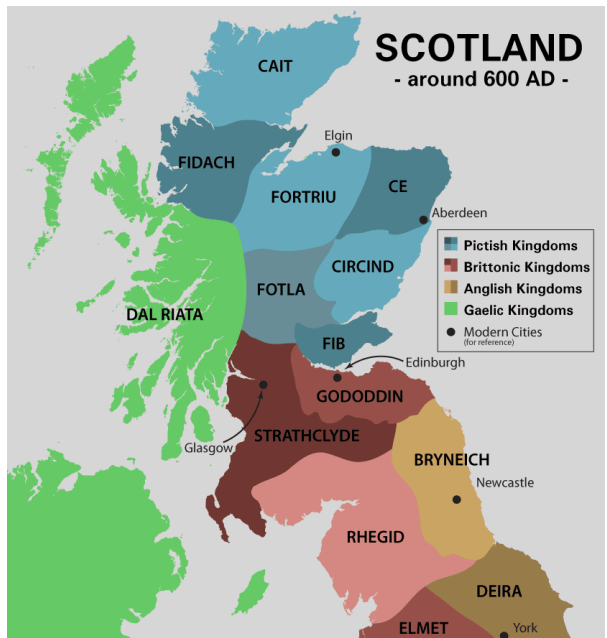 SCOTLAND
- around 600 AD -
CAIT
Elgin
FIDACH
CE
FORTRIU
Aberdeen
Pictish Kingdoms
Brittonic Kingdoms
Anglish Kingdoms
Gaelic Kingdoms
Modern Cities
(for reference)
CIRCIND
FOTLA
DAL RIATA
FIB
Edinburgh
GODODDIN
STRATHCLYDE
Glasgow
BRYNEICH
Newcastle
RHEGID
DEIRA
ELMET
York